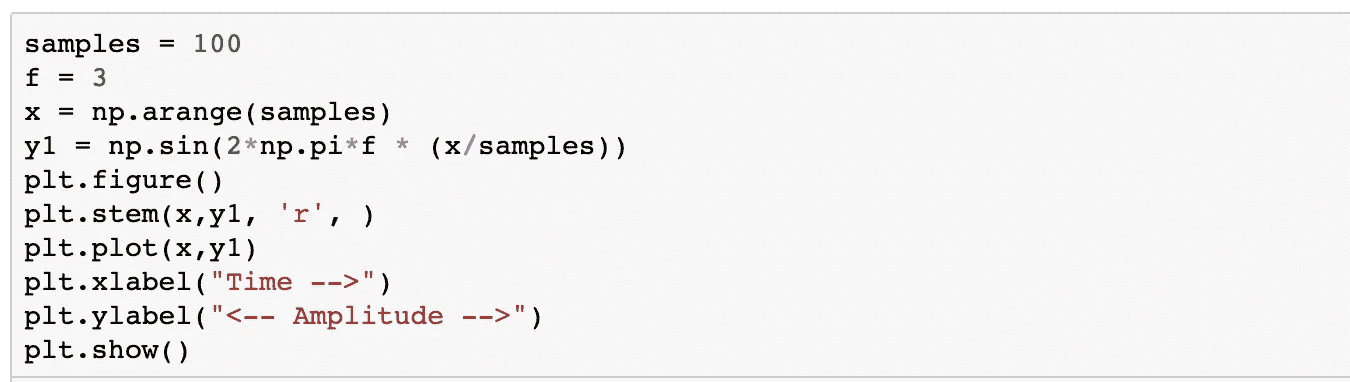 samples = 100
f = 3
x = np.arange(samples)
y1 = np.sin(2*np.pi*f * (x/samples))
plt.figure()
plt.stem(x,y1, 'r', )
plt.plot(x,y1)
plt.xlabel("Time -->")
plt.ylabel("<-- Amplitude -->")
plt.show()